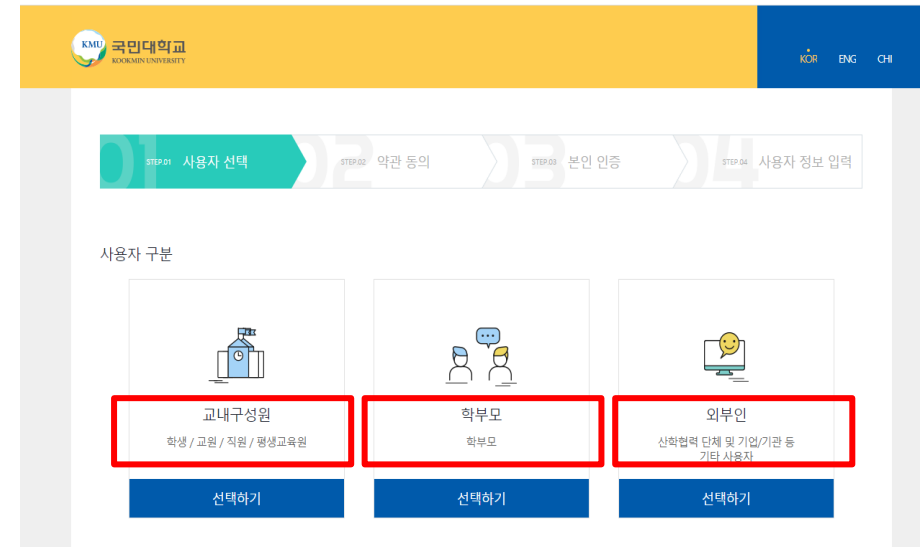 KMU 국민대학교
KOOKMIN UNIVERSITY
KOR ENG CHI
01 STEP.01 사용자 선택
02 STEP.02 약관 동의
03 STEP.03 본인 인증
04 STEP.04 사용자 정보 입력
사용자 구분
교내구성원
학생 / 교원 / 직원 / 평생교육원
선택하기
학부모
학부모
선택하기
외부인
산학협력 단체 및 기업/기관 등
기타 사용자
선택하기